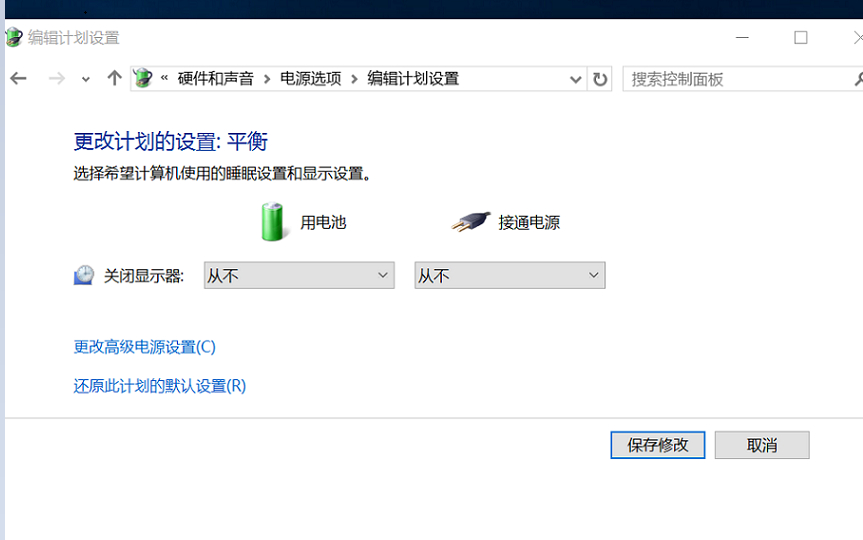 编辑计划设置
« 硬件和声音 > 电源选项 > 编辑计划设置
搜索控制面板
更改计划的设置: 平衡
选择希望计算机使用的睡眠设置和显示设置。
用电池
接通电源
关闭显示器: 从不 从不
更改高级电源设置(C)
还原此计划的默认设置(R)
保存修改 取消